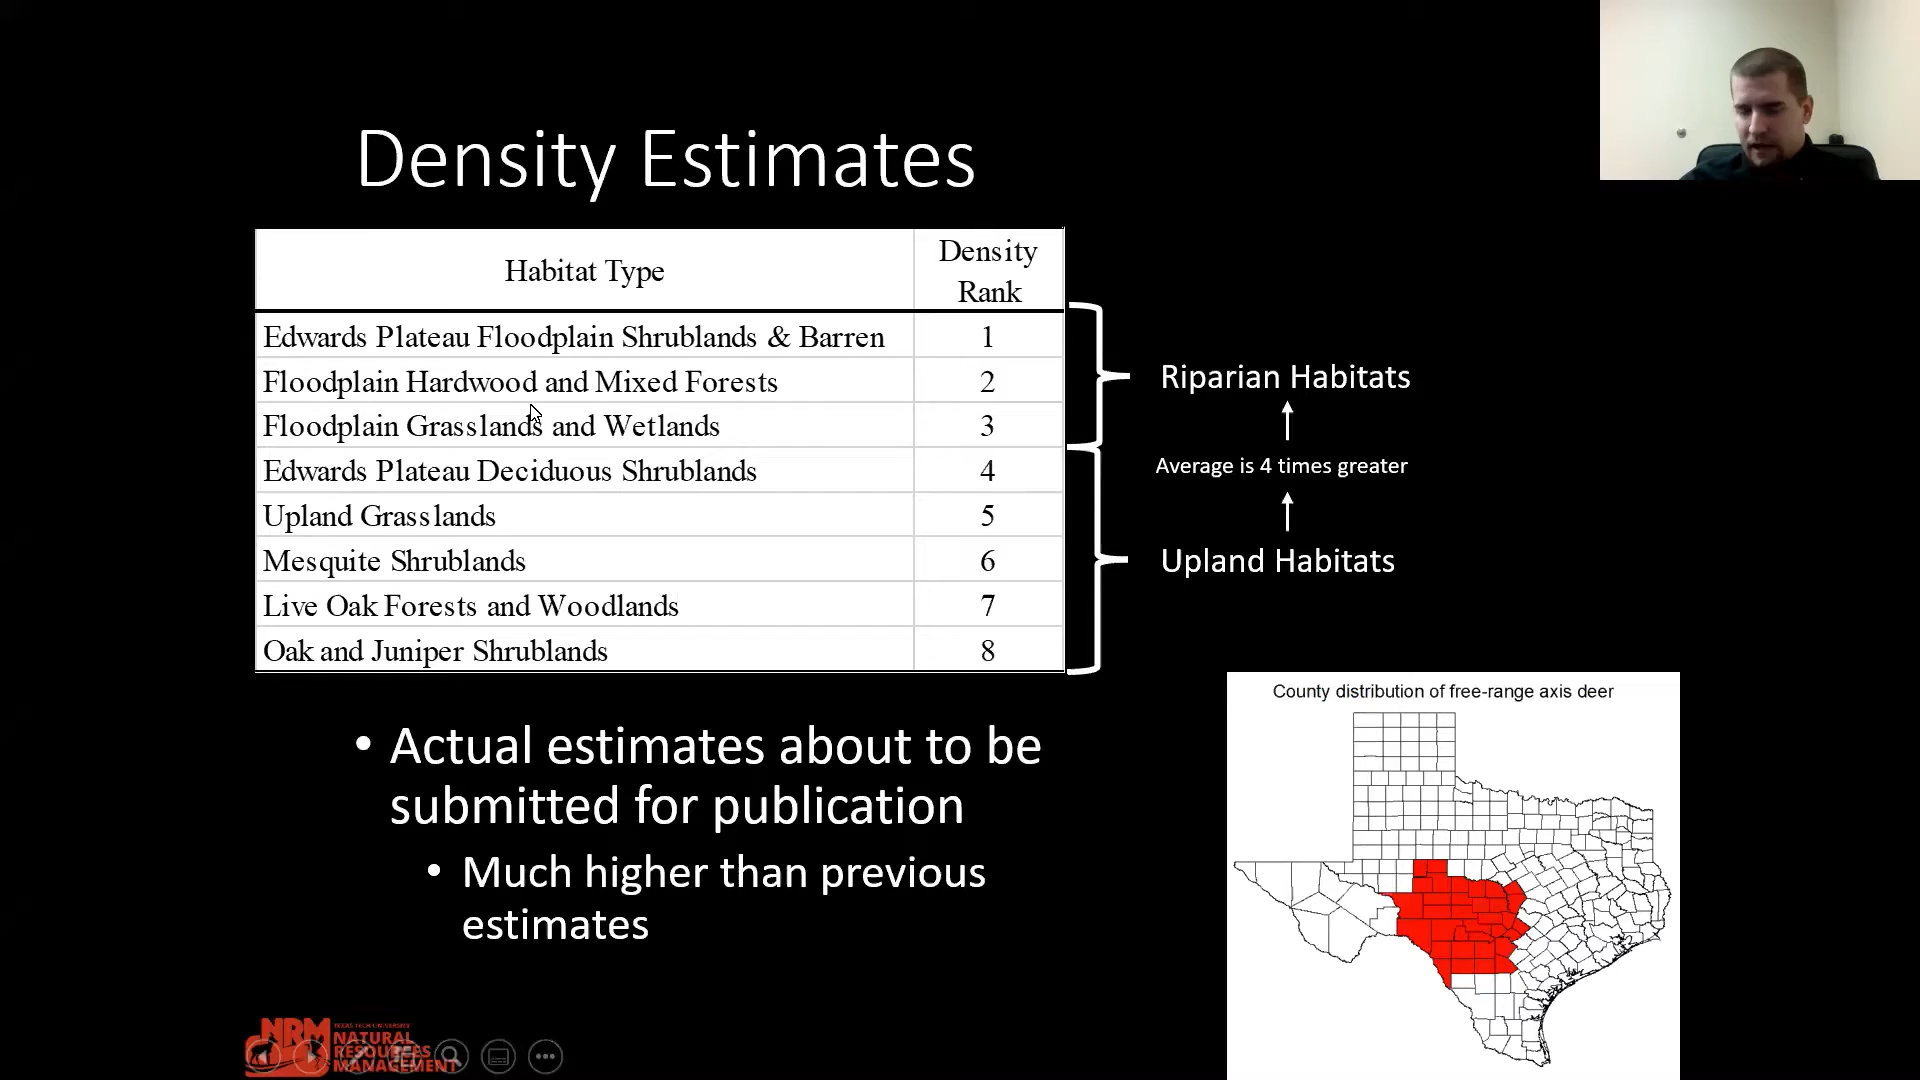 Density Estimates
Habitat Type
Density
Rank
Edwards Plateau Floodplain Shrublands & Barren 1
Floodplain Hardwood and Mixed Forests 2
Floodplain Grasslands and Wetlands 3
Edwards Plateau Deciduous Shrublands 4
Upland Grasslands 5
Mesquite Shrublands 6
Live Oak Forests and Woodlands 7
Oak and Juniper Shrublands 8
Riparian Habitats
Average is 4 times greater
Upland Habitats
• Actual estimates about to be
submitted for publication
• Much higher than previous
estimates
County distribution of free-range axis deer
NRM
TEXAS TECH UNIVERSITY
NATURAL
RESOURCES
MANAGEMENT